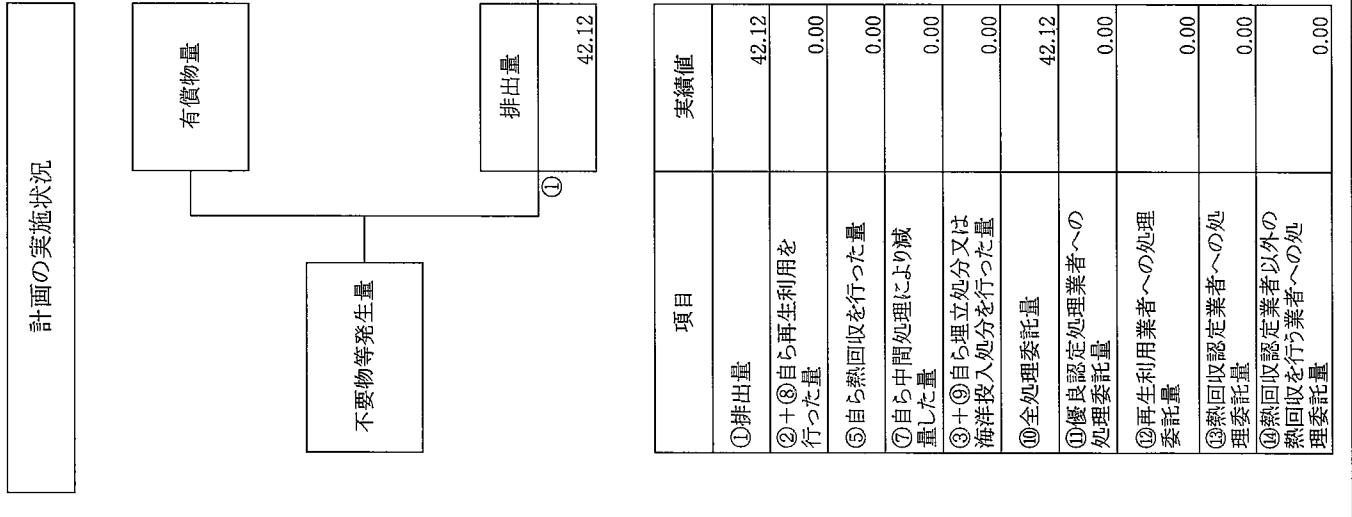 計画の実施状況
有償物量
不要物等発生量
排出量
①
42.12
項目
実績値
①排出量
42.12
②+⑧自ら再生利用を
行った量
0.00
⑤自ら熱回収を行った量
0.00
⑦自ら中間処理により減
量した量
0.00
③+⑨自ら埋立処分又は
海洋投入処分を行った量
0.00
⑩全処理委託量
42.12
⑪優良認定処理業者への
処理委託量
0.00
⑫再生利用業者への処理
委託量
0.00
⑬熱回収認定業者への処
理委託量
0.00
⑭熱回収認定業者以外の
熱回収を行う業者への処
理委託量
0.00